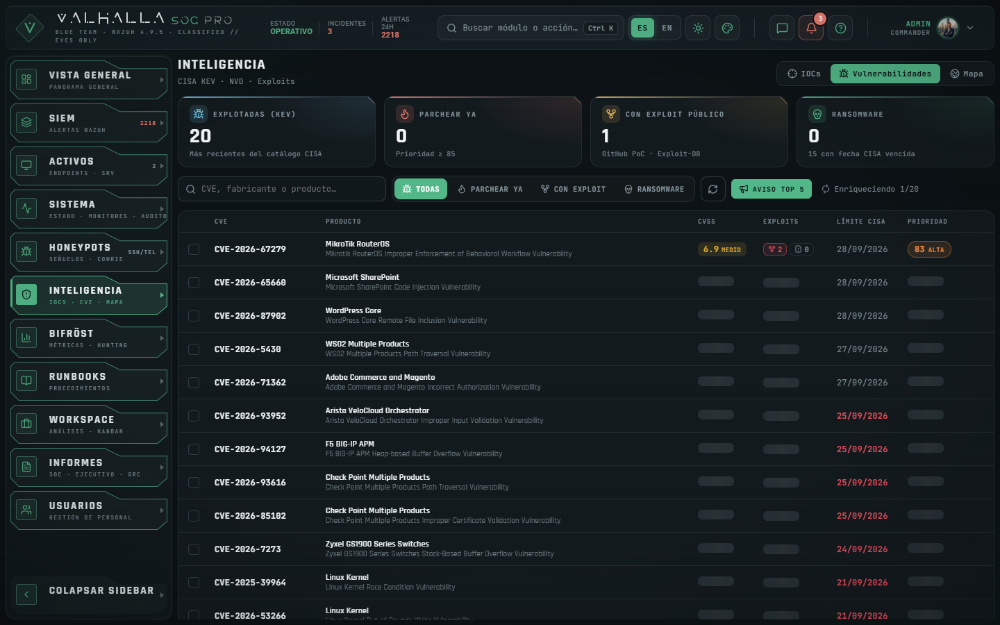 VALHALLA SOC PRO
BLUE TEAM · WAZUH 4.9.5 · CLASSIFIED //
EYES ONLY
ESTADO
OPERATIVO
INCIDENTES
3
ALERTAS
24H
2218
Buscar módulo o acción…
Ctrl K
ES
EN
3
ADMIN
COMMANDER
VISTA GENERAL
PANORAMA GENERAL
SIEM
ALERTAS WAZUH
2218
ACTIVOS
ENDPOINTS · SRV
2
SISTEMA
ESTADO · MONITORES · AUDITO
HONEYPOTS
SEÑUELOS · COWRIE
SSH/TEL
INTELIGENCIA
IOCS · CVE · MAPA
BIFRÖST
MÉTRICAS · HUNTING
RUNBOOKS
PROCEDIMIENTOS
WORKSPACE
ANÁLISIS · KANBAN
INFORMES
SOC · EJECUTIVO · GRC
USUARIOS
GESTIÓN DE PERSONAL
COLAPSAR SIDEBAR
INTELIGENCIA
CISA KEV · NVD · Exploits
IOCs
Vulnerabilidades
Mapa
EXPLOTADAS (KEV)
20
Más recientes del catálogo CISA
PARCHEAR YA
0
Prioridad ≥ 85
CON EXPLOIT PÚBLICO
1
GitHub PoC · Exploit-DB
RANSOMWARE
0
15 con fecha CISA vencida
CVE, fabricante o producto…
TODAS
PARCHEAR YA
CON EXPLOIT
RANSOMWARE
AVISO TOP 5
Enriqueciendo 1/20
CVE PRODUCTO CVSS EXPLOITS LÍMITE CISA PRIORIDAD
CVE-2026-67279 MikroTik RouterOS 6.9 MEDIO 2 0 28/09/2026 83 ALTA
Mikrotik RouterOS Improper Enforcement of Behavioral Workflow Vulnerability
CVE-2026-65660 Microsoft SharePoint 28/09/2026
Microsoft SharePoint Code Injection Vulnerability
CVE-2026-87902 WordPress Core 28/09/2026
WordPress Core Remote File Inclusion Vulnerability
CVE-2026-5430 WSO2 Multiple Products 27/09/2026
WSO2 Multiple Products Path Traversal Vulnerability
CVE-2026-71362 Adobe Commerce and Magento 27/09/2026
Adobe Commerce and Magento Incorrect Authorization Vulnerability
CVE-2026-93952 Arista VeloCloud Orchestrator 25/09/2026
Arista VeloCloud Orchestrator Improper Input Validation Vulnerability
CVE-2026-94127 F5 BIG-IP APM 25/09/2026
F5 BIG-IP APM Heap-based Buffer Overflow Vulnerability
CVE-2026-93616 Check Point Multiple Products 25/09/2026
Check Point Multiple Products Path Traversal Vulnerability
CVE-2026-85102 Check Point Multiple Products 25/09/2026
Check Point Multiple Products Improper Certificate Validation Vulnerability
CVE-2026-7273 Zyxel GS1900 Series Switches 24/09/2026
Zyxel GS1900 Series Switches Stack-Based Buffer Overflow Vulnerability
CVE-2025-39964 Linux Kernel 21/09/2026
Linux Kernel Race Condition Vulnerability
CVE-2026-53266 Linux Kernel 21/09/2026
Linux Kernel Out-of-Bounds Write Vulnerability